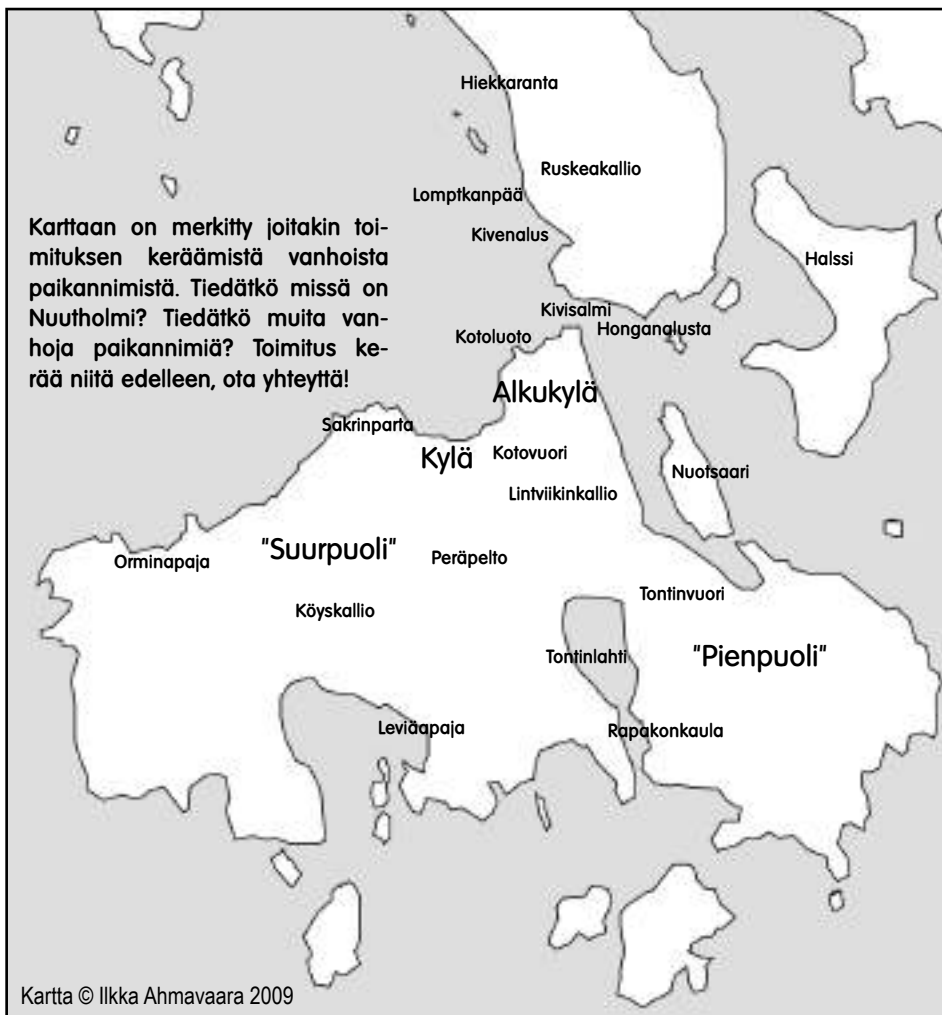 Hiekkaranta
Ruskeakallio
Lomptkanpää
Karttaan on merkitty joitakin toi-
mituksen keräämistä vanhoista
paikannimistä. Tiedätkö missä on
Nuutholmi? Tiedätkö muita van-
hoja paikannimiä? Toimitus ke-
rää niitä edelleen, ota yhteyttä!
Kivenalus
Halssi
Kivisalmi
Honganalusta
Kotoluoto
Alkukylä
Sakrinparta
Kylä
Kotovuori
Nuotsaari
Lintviikinkallio
"Suurpuoli"
Orminapaja
Peräpelto
Tontinvuori
Köyskallio
Tontinlahti
"Pienpuoli"
Leviäapaja
Rapakonkaula
Kartta © Ilkka Ahmavaara 2009